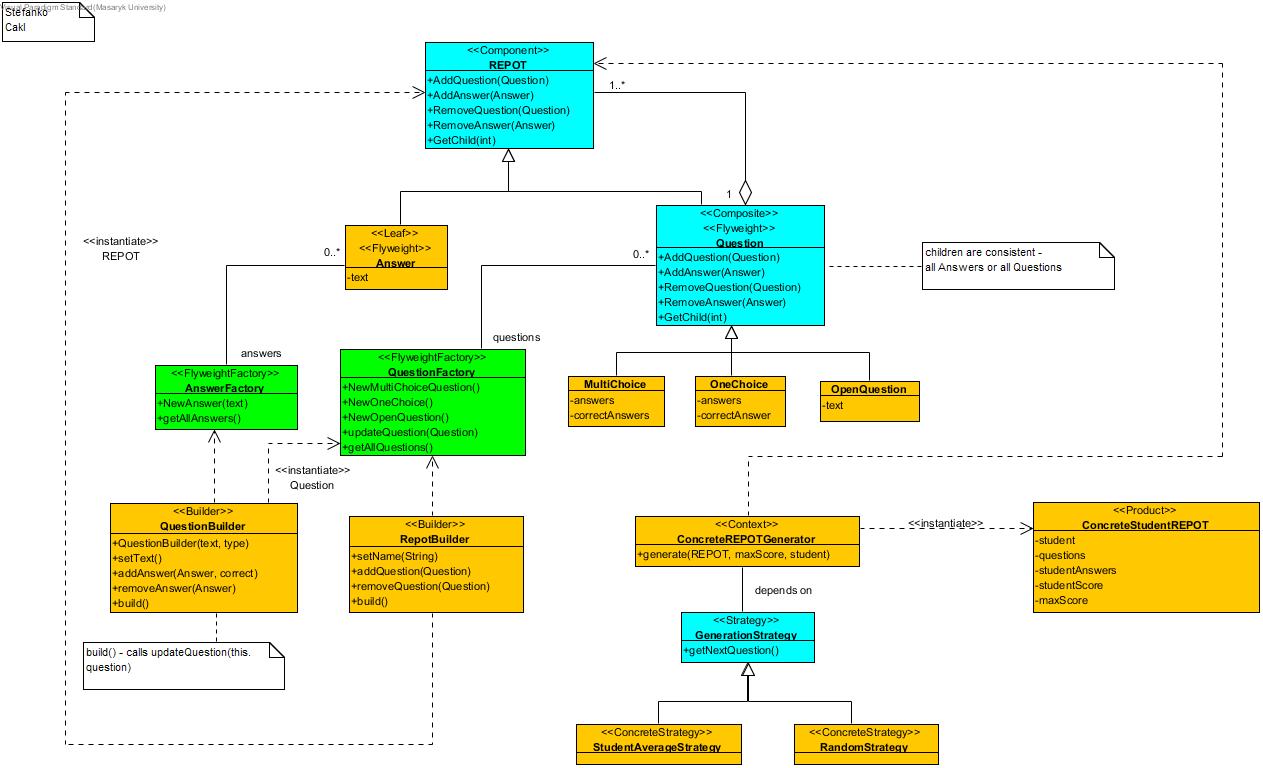 Visual Paradigm Standard(Masaryk University)
Stefanko
Cakl
<<Component>>
REPOT
+AddQuestion(Question)
+AddAnswer(Answer)
+RemoveQuestion(Question)
+RemoveAnswer(Answer)
+GetChild(int)
1..*
1
<<instantiate>>
REPOT
<<Leaf>>
<<Flyweight>>
Answer
-text
0..*
<<Composite>>
<<Flyweight>>
Question
+AddQuestion(Question)
+AddAnswer(Answer)
+RemoveQuestion(Question)
+RemoveAnswer(Answer)
+GetChild(int)
0..*
children are consistent -
all Answers or all Questions
answers
questions
<<FlyweightFactory>>
AnswerFactory
+NewAnswer(text)
+getAllAnswers()
<<FlyweightFactory>>
QuestionFactory
+NewMultiChoiceQuestion()
+NewOneChoice()
+NewOpenQuestion()
+updateQuestion(Question)
+getAllQuestions()
MultiChoice
-answers
-correctAnswers
OneChoice
-answers
-correctAnswer
OpenQuestion
-text
<<instantiate>>
Question
<<Builder>>
QuestionBuilder
+QuestionBuilder(text, type)
+setText()
+addAnswer(Answer, correct)
+removeAnswer(Answer)
+build()
<<Builder>>
RepotBuilder
+setName(String)
+addQuestion(Question)
+removeQuestion(Question)
+build()
<<Context>>
ConcreteREPOTGenerator
+generate(REPOT, maxScore, student)
<<instantiate>>
<<Product>>
ConcreteStudentREPOT
-student
-questions
-studentAnswers
-studentScore
-maxScore
depends on
<<Strategy>>
GenerationStrategy
+getNextQuestion()
build() - calls updateQuestion(this.
question)
<<ConcreteStrategy>>
StudentAverageStrategy
<<ConcreteStrategy>>
RandomStrategy